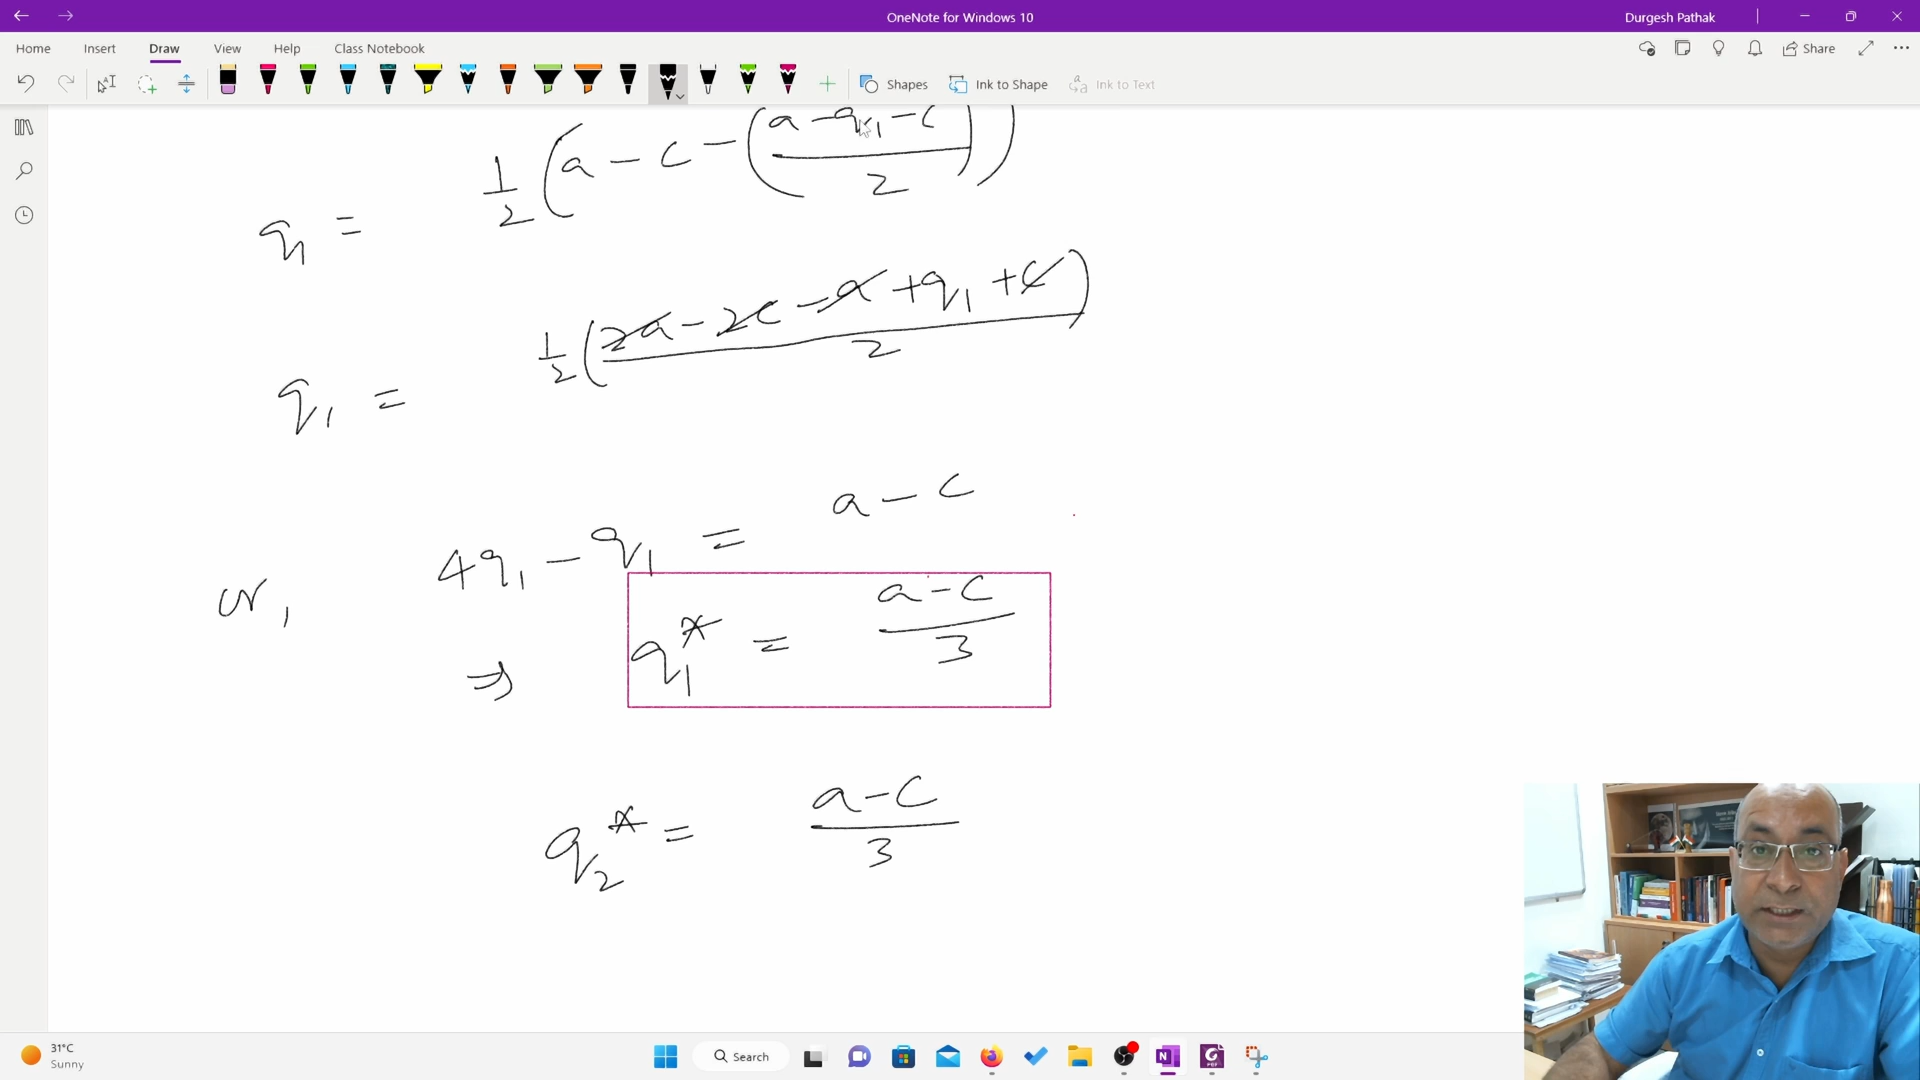 OneNote for Windows 10
Durgesh Pathak
Home Insert Draw View Help Class Notebook
Share
Shapes Ink to Shape Ink to Text
q1 = 1/2 (a - c - ((a - q1 - c)/2))
q1 = 1/2 ((2a - 2c - a + q1 + c)/2)
or, 4q1 - q1 = a - c
⇒ q1* = (a - c)/3
q2* = (a - c)/3
31°C
Sunny
Search